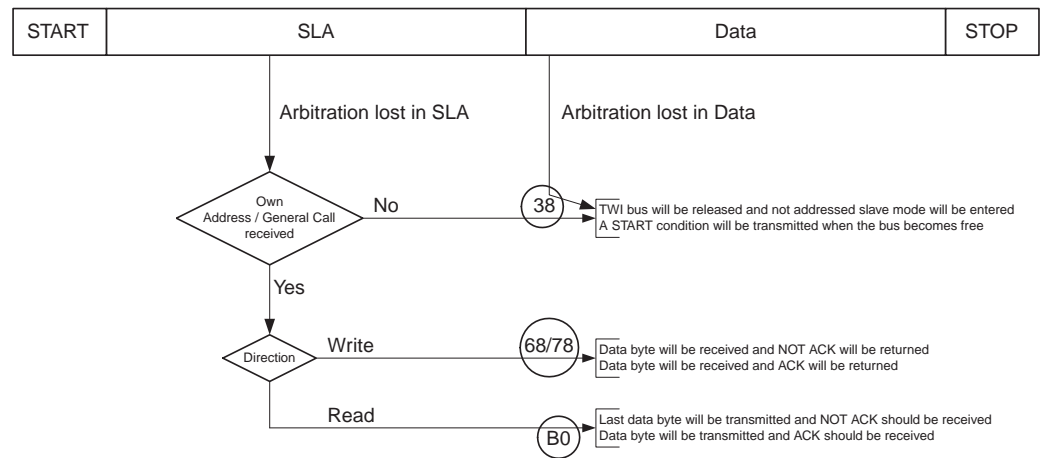 START SLA Data STOP
Arbitration lost in SLA Arbitration lost in Data
Own
Address / General Call
received
No
38
TWI bus will be released and not addressed slave mode will be entered
A START condition will be transmitted when the bus becomes free
Yes
Direction
Write
68/78
Data byte will be received and NOT ACK will be returned
Data byte will be received and ACK will be returned
Read
B0
Last data byte will be transmitted and NOT ACK should be received
Data byte will be transmitted and ACK should be received